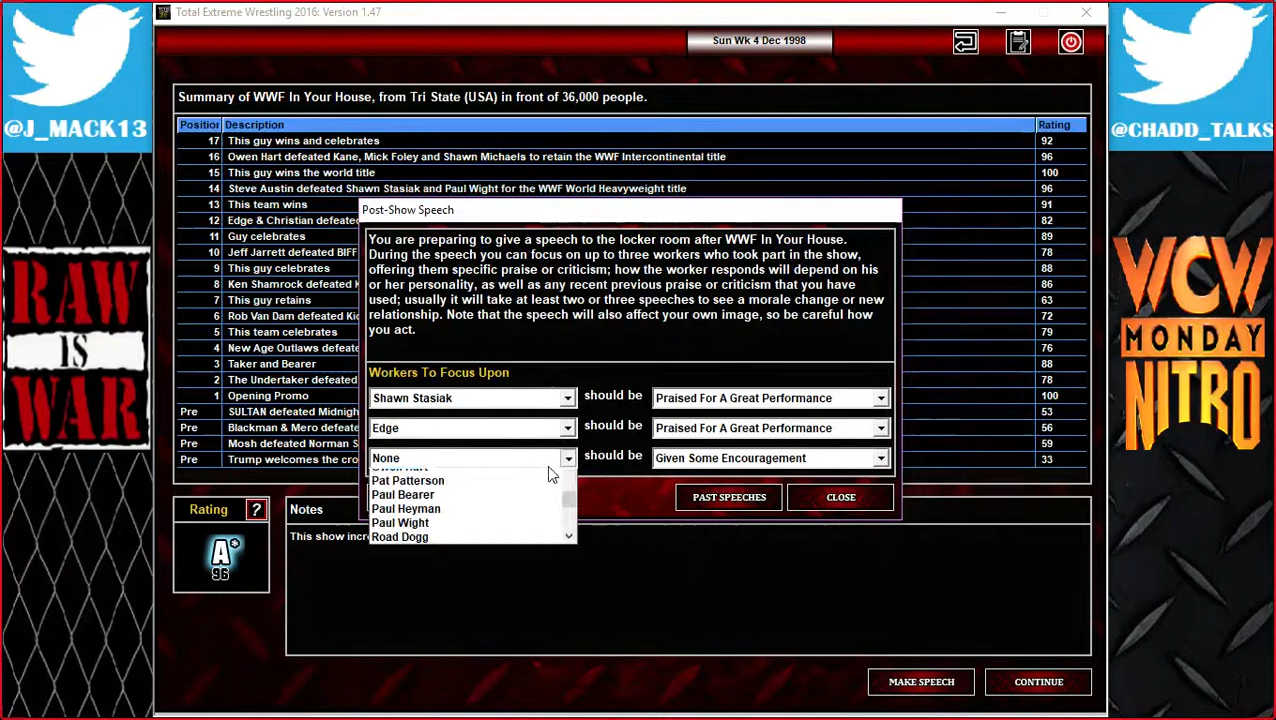 Total Extreme Wrestling 2016: Version 1.47
Sun Wk 4 Dec 1998
@J_MACK13
@CHADD_TALKS
Summary of WWF In Your House, from Tri State (USA) in front of 36,000 people.
Position Description Rating
17 This guy wins and celebrates 92
16 Owen Hart defeated Kane, Mick Foley and Shawn Michaels to retain the WWF Intercontinental title 96
15 This guy wins the world title 100
14 Steve Austin defeated Shawn Stasiak and Paul Wight for the WWF World Heavyweight title 96
13 This team wins 91
12 Edge & Christian defeate 82
11 Guy celebrates 89
10 Jeff Jarrett defeated BIFF 78
9 This guy celebrates 88
8 Ken Shamrock defeated K 86
7 This guy retains 63
6 Rob Van Dam defeated Kid 72
5 This team celebrates 79
4 New Age Outlaws defeate 76
3 Taker and Bearer 88
2 The Undertaker defeated 78
1 Opening Promo 100
Pre SULTAN defeated Midnigh 53
Pre Blackman & Mero defeated 56
Pre Mosh defeated Norman S 59
Pre Trump welcomes the cro 33
Post-Show Speech
You are preparing to give a speech to the locker room after WWF In Your House.
During the speech you can focus on up to three workers who took part in the show,
offering them specific praise or criticism; how the worker responds will depend on his
or her personality, as well as any recent previous praise or criticism that you have
used; usually it will take at least two or three speeches to see a morale change or new
relationship. Note that the speech will also affect your own image, so be careful how
you act.
Workers To Focus Upon
Shawn Stasiak should be Praised For A Great Performance
Edge should be Praised For A Great Performance
None should be Given Some Encouragement
Owen Hart
Pat Patterson
Paul Bearer
Paul Heyman
Paul Wight
Road Dogg
PAST SPEECHES CLOSE
Rating ?
A*
96
Notes
This show incre
MAKE SPEECH CONTINUE
RAW
IS
WAR
WCW
MONDAY
NITRO